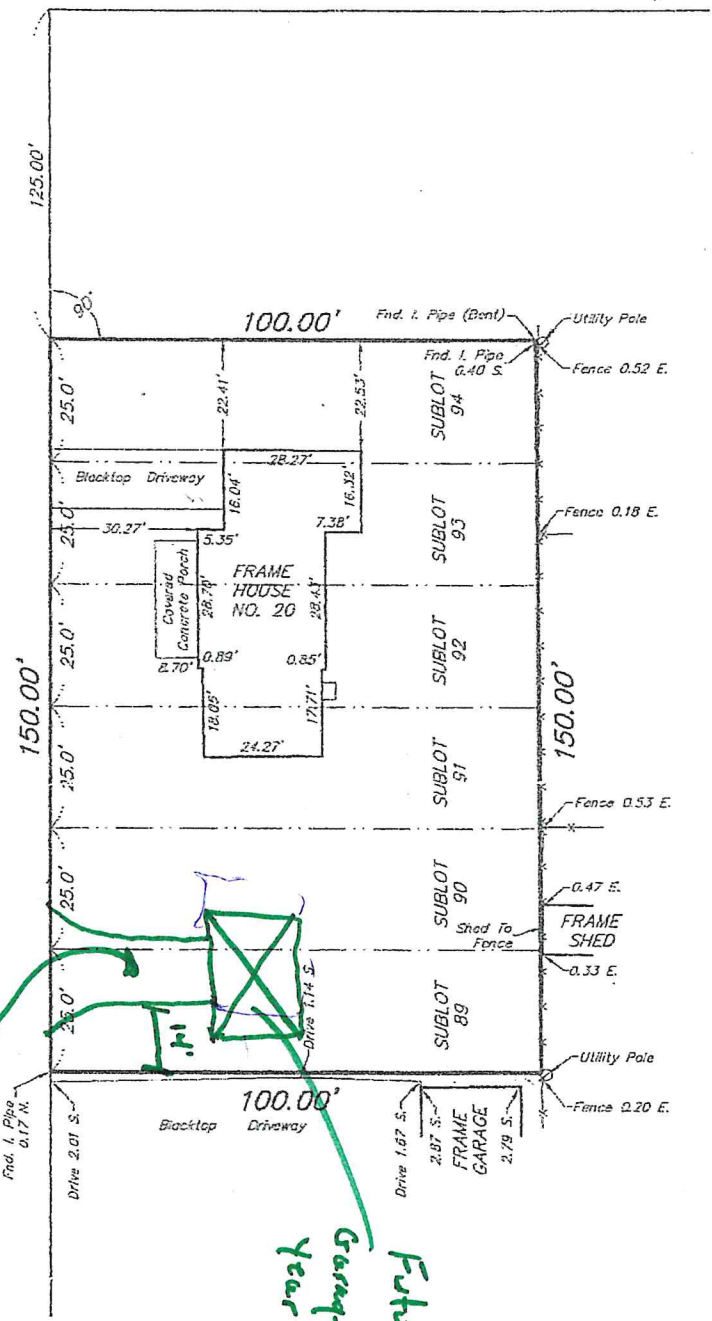 125.00'
90°
100.00'
Fnd. I. Pipe (Bent)
Utility Pole
Fnd. I. Pipe
0.40 S.
Fence 0.52 E.
25.0'
22.41'
22.53'
SUBLOT
94
28.27'
Blacktop Driveway
16.04'
16.32'
25.0'
SUBLOT
93
Fence 0.18 E.
30.27'
5.35'
7.38'
Covered
Concrete Porch
28.70'
FRAME
HOUSE
NO. 20
28.43'
25.0'
SUBLOT
92
8.70'
0.89'
0.85'
150.00'
150.00'
18.05'
17.71'
24.27'
25.0'
SUBLOT
91
Fence 0.53 E.
25.0'
SUBLOT
90
0.47 E.
Shed To
Fence
FRAME
SHED
0.33 E.
25.0'
14'
Drive 1.14 S.
SUBLOT
89
Utility Pole
100.00'
Fence 0.20 E.
Fnd. I. Pipe
0.17 N.
Drive 2.01 S.
Blacktop Driveway
Drive 1.67 S.
2.87 S.
FRAME
GARAGE
2.79 S.
Year